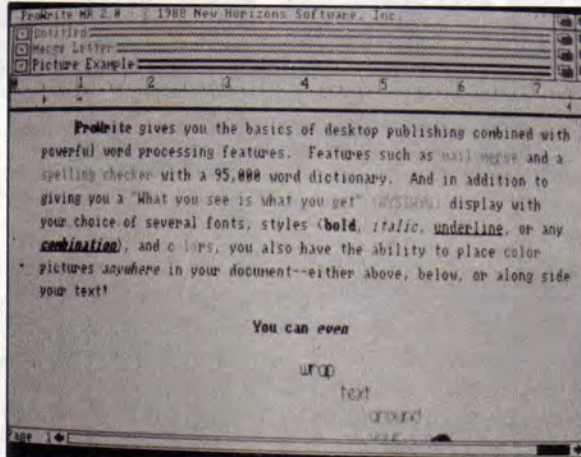 ProWrite MR 2.0 © 1988 New Horizons Software, Inc.
Untitled
Merge Letter
Picture Example
0 1 2 3 4 5 6 7
ProWrite gives you the basics of desktop publishing combined with
powerful word processing features. Features such as mail merge and a
spelling checker with a 95,000 word dictionary. And in addition to
giving you a "What you see is what you get" (WYSIWYG) display with
your choice of several fonts, styles (bold, italic, underline, or any
combination), and colors, you also have the ability to place color
pictures anywhere in your document--either above, below, or along side
your text!
You can even
wrap
text
around
Page 1